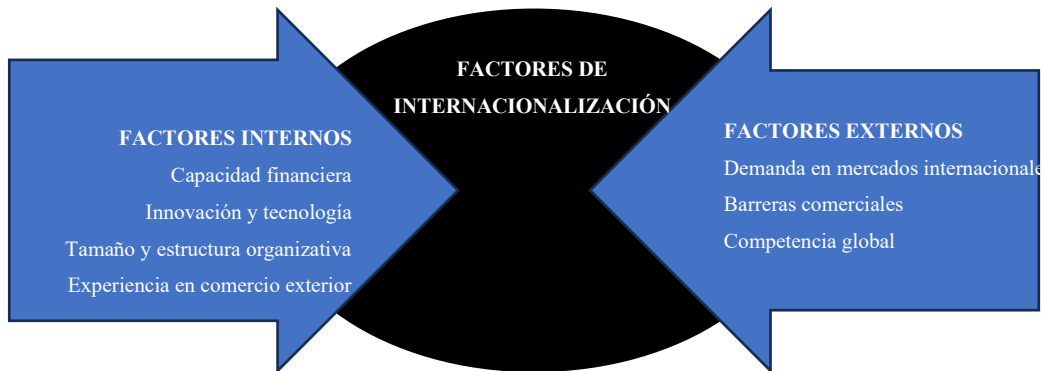 FACTORES DE
INTERNACIONALIZACIÓN
FACTORES INTERNOS
Capacidad financiera
Innovación y tecnología
Tamaño y estructura organizativa
Experiencia en comercio exterior
FACTORES EXTERNOS
Demanda en mercados internacionale
Barreras comerciales
Competencia global